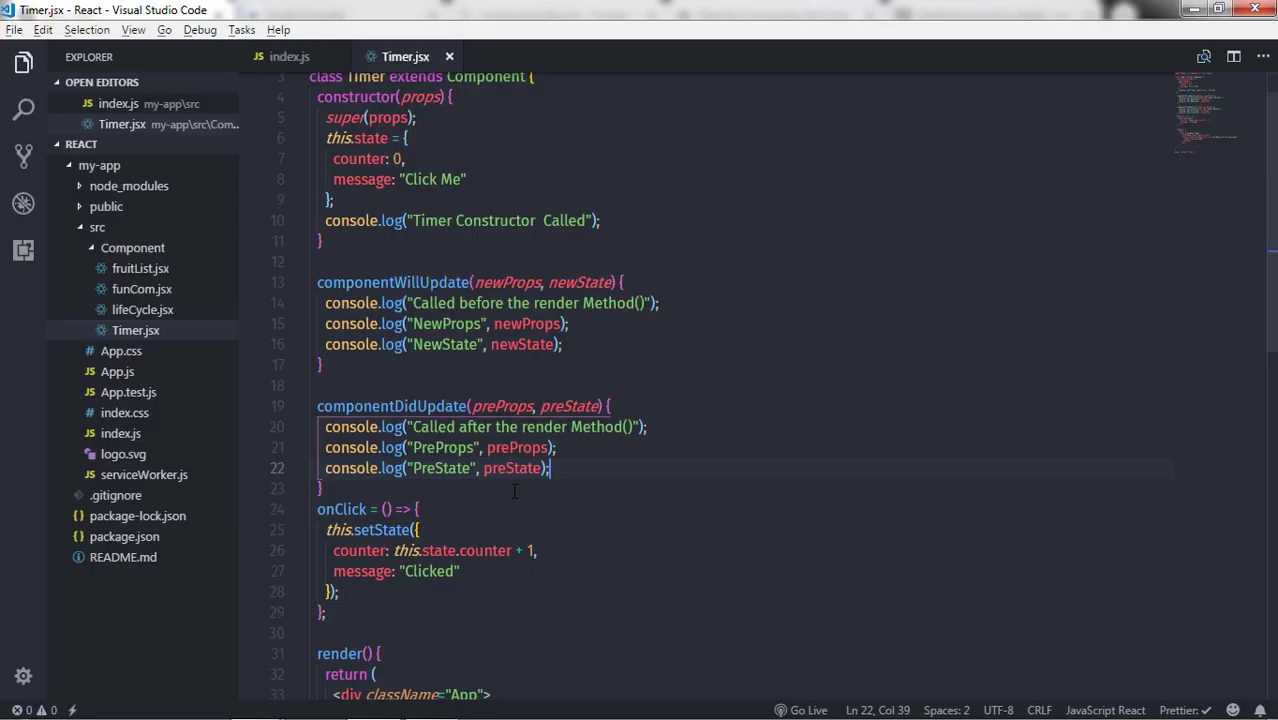 Timer.jsx - React - Visual Studio Code
File Edit Selection View Go Debug Tasks Help
EXPLORER
OPEN EDITORS
JS index.js my-app\src
Timer.jsx my-app\src\Com...
REACT
my-app
node_modules
public
src
Component
fruitList.jsx
funCom.jsx
lifeCycle.jsx
Timer.jsx
# App.css
JS App.js
JS App.test.js
# index.css
JS index.js
logo.svg
JS serviceWorker.js
.gitignore
{} package-lock.json
{} package.json
README.md
JS index.js
Timer.jsx
3 class Timer extends Component {
4 constructor(props) {
5 super(props);
6 this.state = {
7 counter: 0,
8 message: "Click Me"
9 };
10 console.log("Timer Constructor  Called");
11 }
12
13 componentWillUpdate(newProps, newState) {
14 console.log("Called before the render Method()");
15 console.log("NewProps", newProps);
16 console.log("NewState", newState);
17 }
18
19 componentDidUpdate(preProps, preState) {
20 console.log("Called after the render Method()");
21 console.log("PreProps", preProps);
22 console.log("PreState", preState);
23 }
24 onClick = () => {
25 this.setState({
26 counter: this.state.counter + 1,
27 message: "Clicked"
28 });
29 };
30
31 render() {
32 return (
33 <div className="App">
0 0
Go Live Ln 22, Col 39 Spaces: 2 UTF-8 CRLF JavaScript React Prettier: ✓